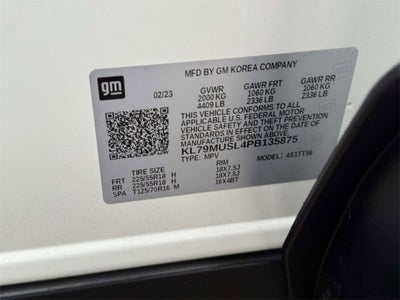 gm
MFD BY GM KOREA COMPANY
02/23 GVWR GAWR FRT GAWR RR
2000 KG 1060 KG 1060 KG
4409 LB 2336 LB 2336 LB
THIS VEHICLE CONFORMS TO ALL
APPLICABLE U.S. FEDERAL MOTOR
VEHICLE SAFETY AND THEFT
PREVENTION STANDARDS IN
EFFECT ON THE DATE OF
MANUFACTURE SHOWN ABOVE.
KL79MUSL4PB135875
TYPE: MPV MODEL: 4S1TT56
TIRE SIZE RIM
FRT 225/55R18 H 18X7.5J
RR 225/55R18 H 18X7.5J
SPA T125/70R16 M 16X4BT